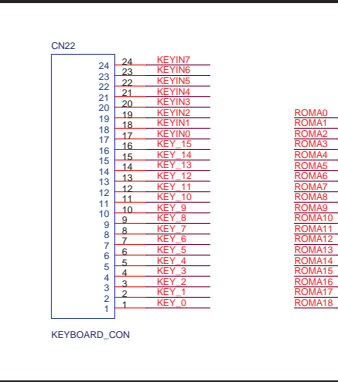 CN22
24 24 KEYIN7
23 23 KEYIN6
22 22 KEYIN5
21 21 KEYIN4
20 20 KEYIN3
19 19 KEYIN2
18 18 KEYIN1
17 17 KEYIN0
16 16 KEY_15
15 15 KEY_14
14 14 KEY_13
13 13 KEY_12
12 12 KEY_11
11 11 KEY_10
10 10 KEY_9
9 9 KEY_8
8 8 KEY_7
7 7 KEY_6
6 6 KEY_5
5 5 KEY_4
4 4 KEY_3
3 3 KEY_2
2 2 KEY_1
1 1 KEY_0
KEYBOARD_CON
ROMA0
ROMA1
ROMA2
ROMA3
ROMA4
ROMA5
ROMA6
ROMA7
ROMA8
ROMA9
ROMA10
ROMA11
ROMA12
ROMA13
ROMA14
ROMA15
ROMA16
ROMA17
ROMA18